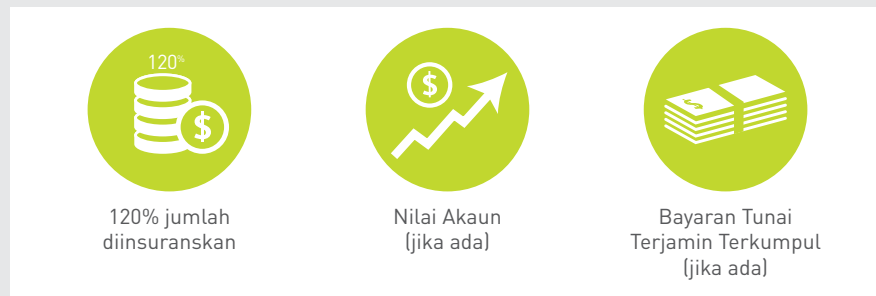 120%
120% jumlah
diinsuranskan
Nilai Akaun
(jika ada)
Bayaran Tunai
Terjamin Terkumpul
(jika ada)